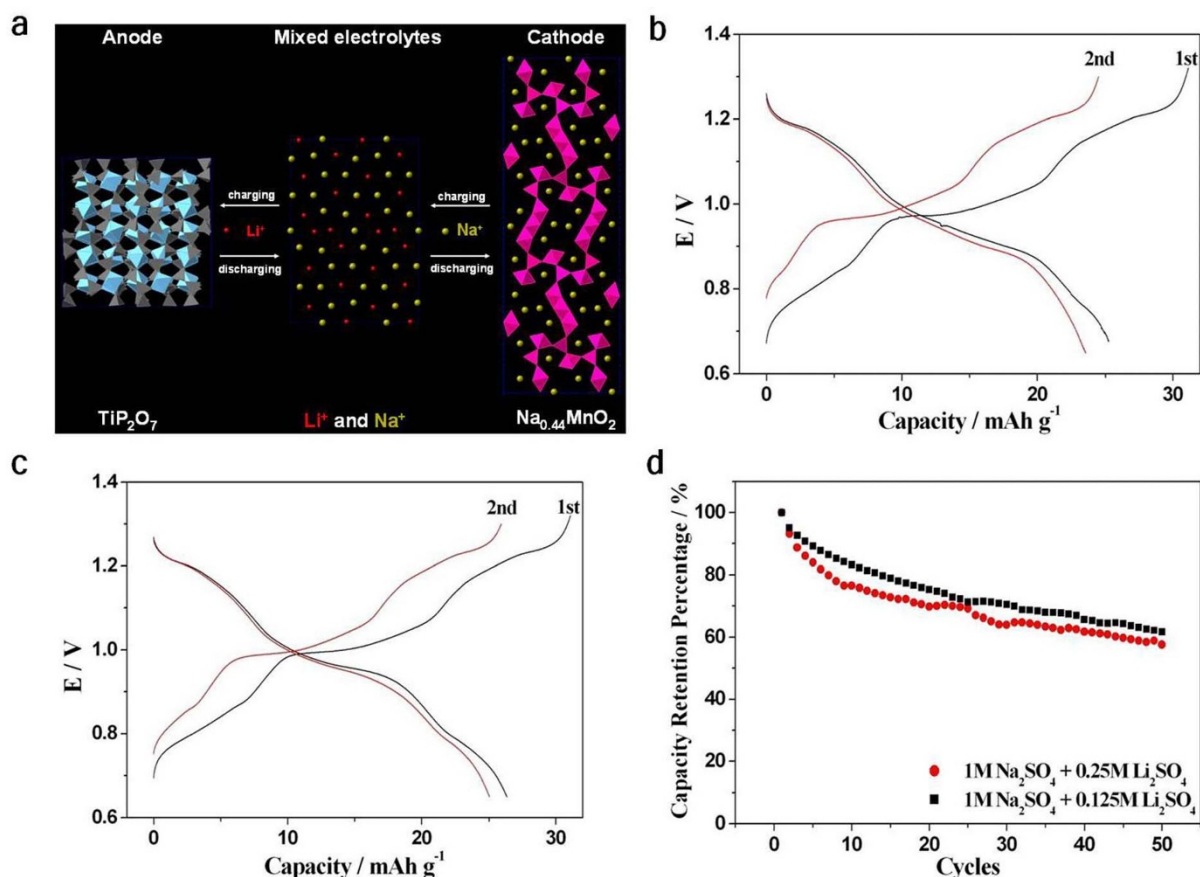 a
Anode
Mixed electrolytes
Cathode
charging
Li⁺
discharging
charging
Na⁺
discharging
TiP₂O₇
Li⁺ and Na⁺
Na₀.₄₄MnO₂
b
1.4
1.2
1.0
0.8
0.6
E / V
2nd
1st
0
10
20
30
Capacity / mAh g⁻¹
c
1.4
1.2
1.0
0.8
0.6
E / V
2nd
1st
0
10
20
30
Capacity / mAh g⁻¹
d
100
80
60
40
20
0
Capacity Retention Percentage / %
1M Na₂SO₄ + 0.25M Li₂SO₄
1M Na₂SO₄ + 0.125M Li₂SO₄
0
10
20
30
40
50
Cycles